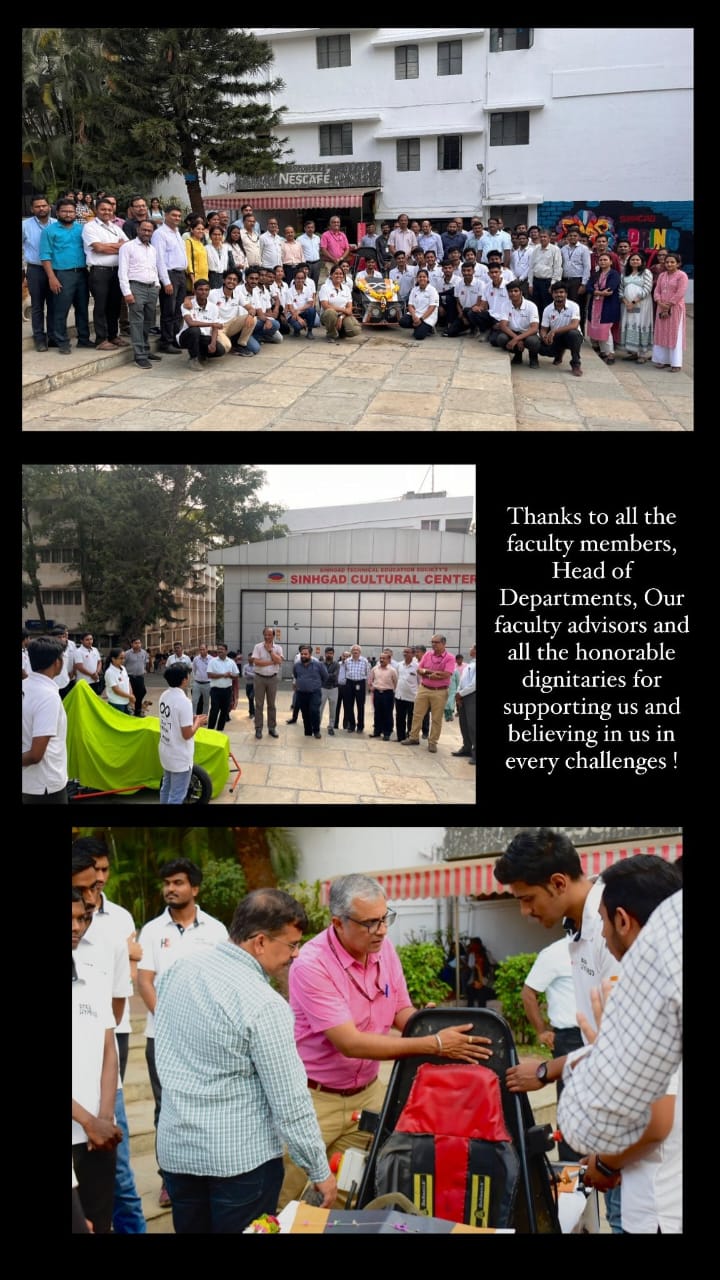 NESCAFÉ
SINHGAD
SINHGAD TECHNICAL EDUCATION SOCIETY'S
SINHGAD CULTURAL CENTER
Thanks to all the
faculty members,
Head of
Departments, Our
faculty advisors and
all the honorable
dignitaries for
supporting us and
believing in us in
every challenges !